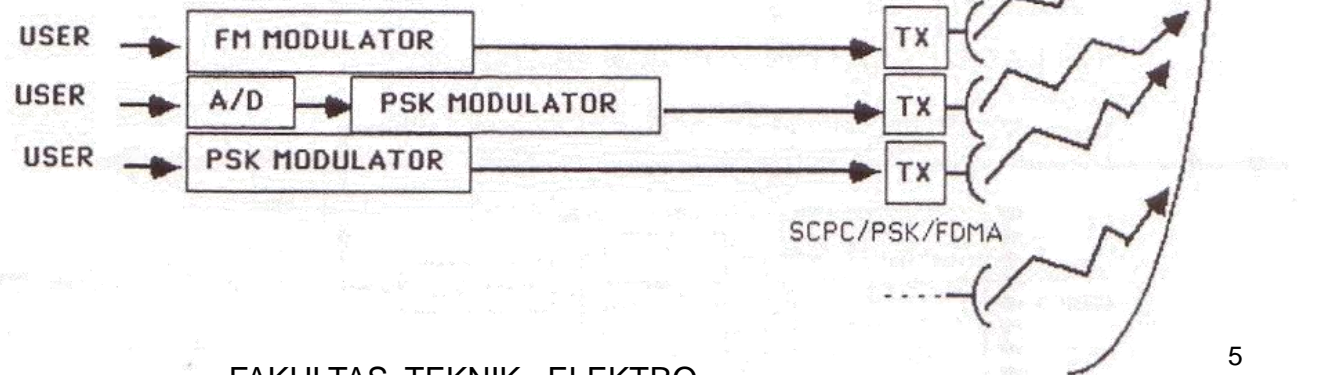 USER FM MODULATOR TX
USER A/D PSK MODULATOR TX
USER PSK MODULATOR TX
SCPC/PSK/FDMA
5
FAKULTAS TEKNIK ELEKTRO